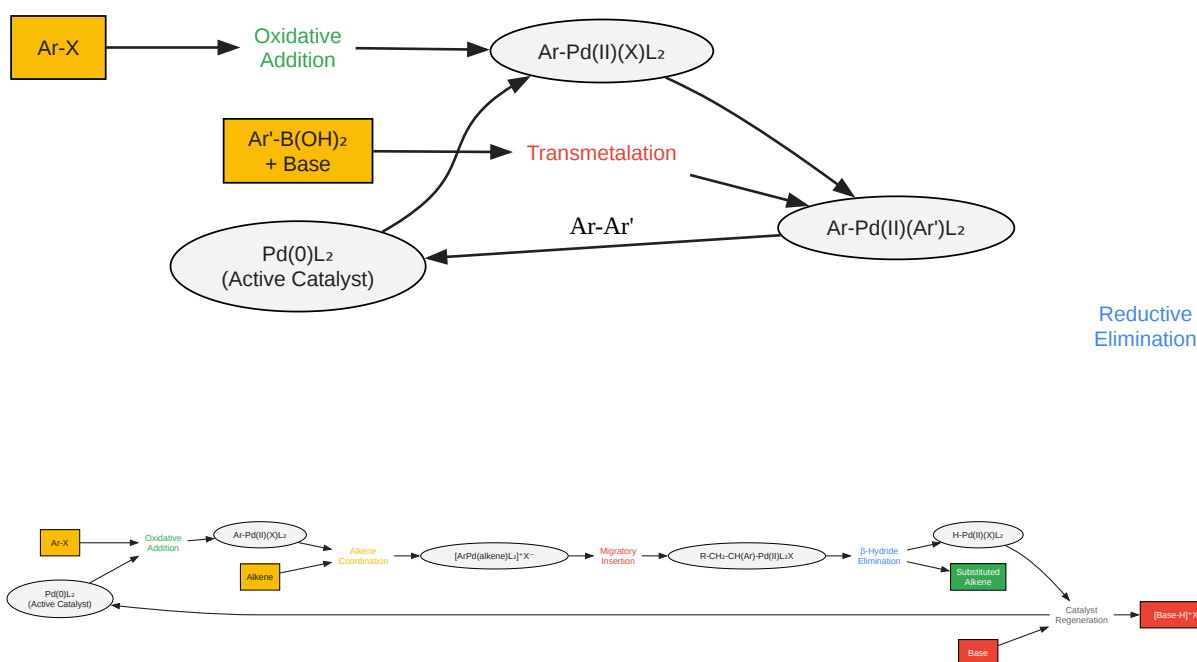 Ar-X
Oxidative
Addition
Ar-Pd(II)(X)L₂
Ar'-B(OH)₂
+ Base
Transmetalation
Ar-Ar'
Ar-Pd(II)(Ar')L₂
Pd(0)L₂
(Active Catalyst)
Reductive
Elimination
Ar-X
Oxidative
Addition
Ar-Pd(II)(X)L₂
Alkene
Coordination
Alkene
[ArPd(alkene)L₂]⁺X⁻
Migratory
Insertion
R-CH₂-CH(Ar)-Pd(II)L₂X
β-Hydride
Elimination
H-Pd(II)(X)L₂
Substituted
Alkene
Pd(0)L₂
(Active Catalyst)
Catalyst
Regeneration
[Base-H]⁺X
Base